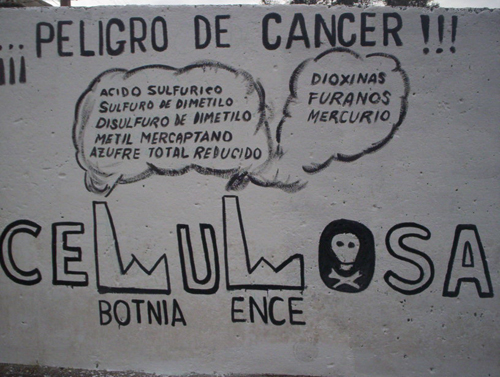 ¡¡¡ PELIGRO DE CANCER !!!
ACIDO SULFURICO
SULFURO DE DIMETILO
DISULFURO DE DIMETILO
METIL MERCAPTANO
AZUFRE TOTAL REDUCIDO
DIOXINAS
FURANOS
MERCURIO
CELULOSA
BOTNIA ENCE